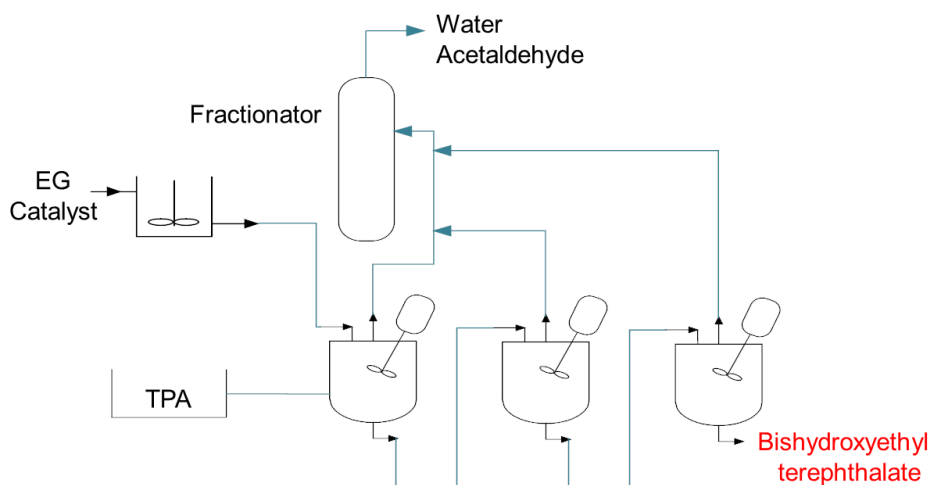 Water
Acetaldehyde
Fractionator
EG
Catalyst
TPA
Bishydroxyethyl
terephthalate